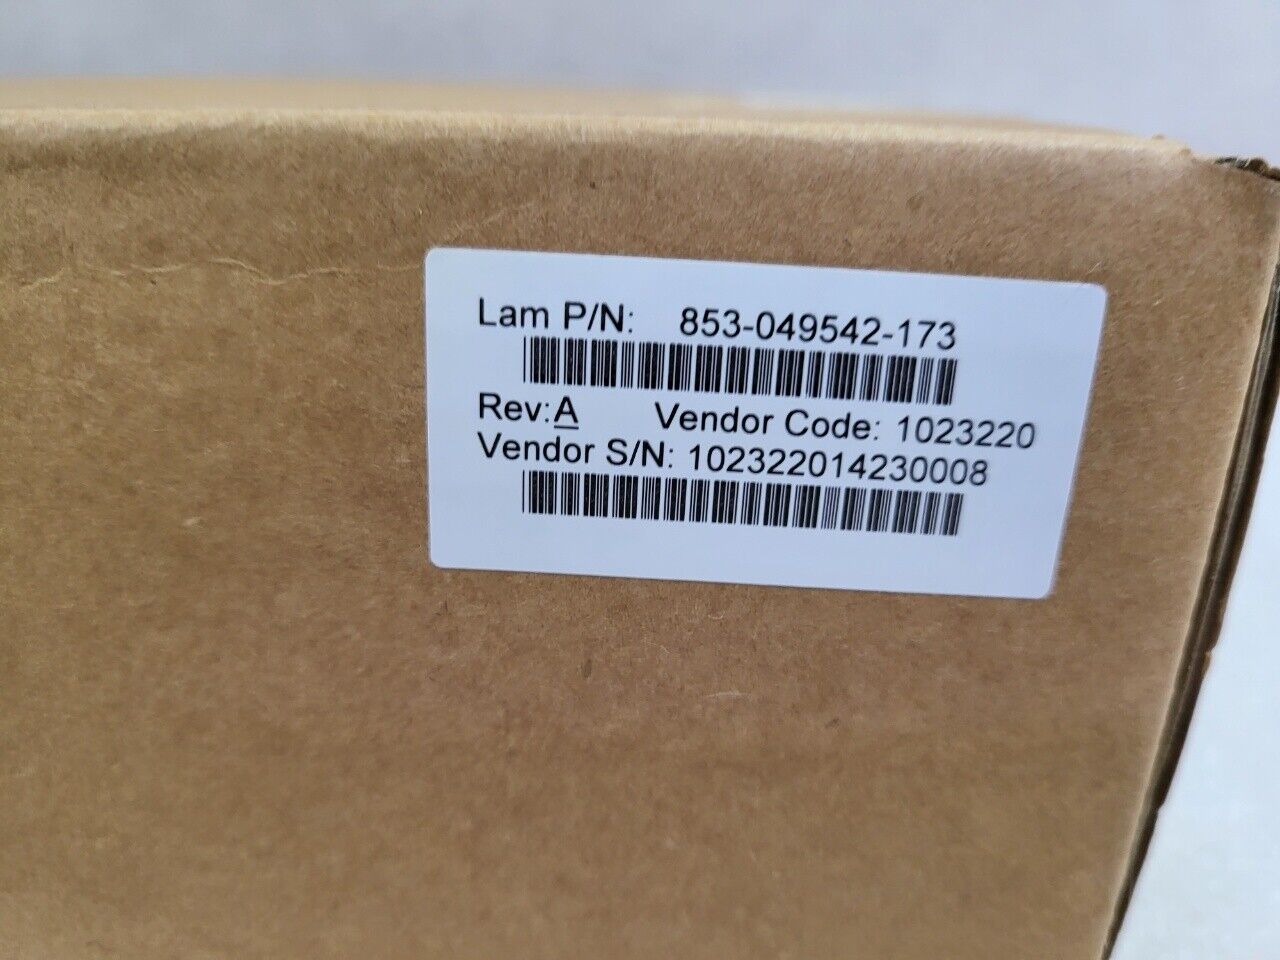 Lam P/N: 853-049542-173
Rev:A Vendor Code: 1023220
Vendor S/N: 102322014230008